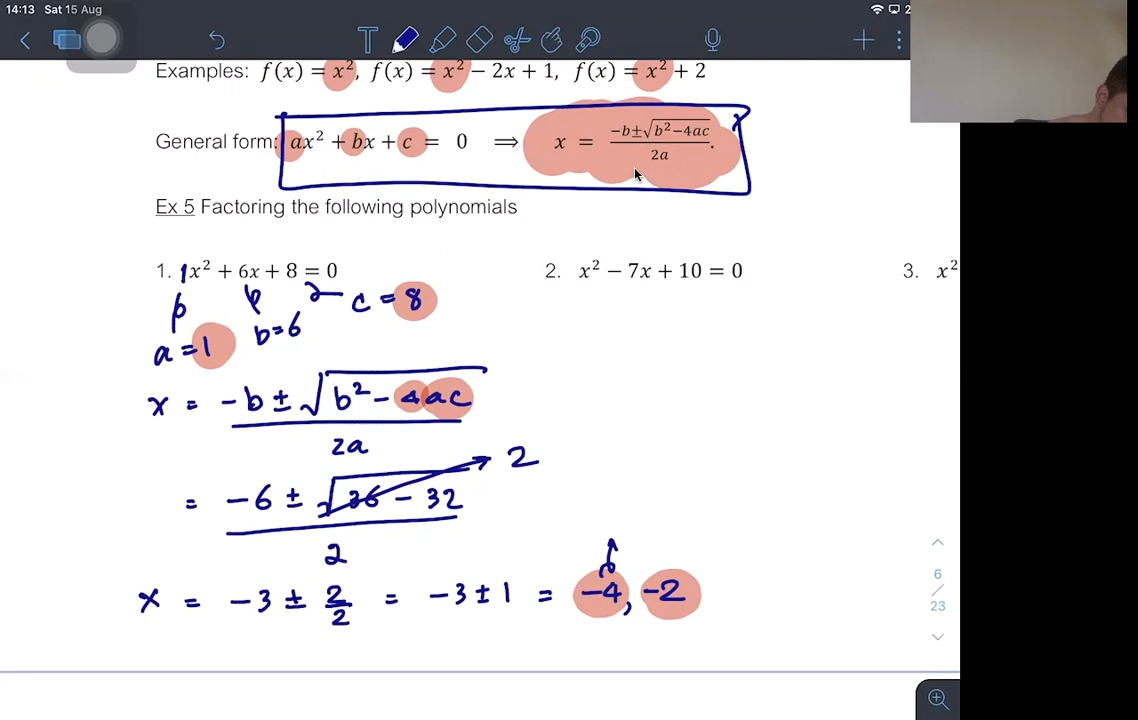 14:13 Sat 15 Aug 2
T
Examples: f(x) = x², f(x) = x² − 2x + 1, f(x) = x² + 2
General form: ax² + bx + c = 0 ⟹ x = (-b±√(b²−4ac))/(2a).
Ex 5 Factoring the following polynomials
1. 1x² + 6x + 8 = 0 2. x² − 7x + 10 = 0 3. x²
c = 8
b=6
a = 1
x = (-b ± √(b² - 4ac))/(2a)
= (-6 ± √(36 - 32))/2 → 2
x = -3 ± 2/2 = -3 ± 1 = -4, -2
6
/
23